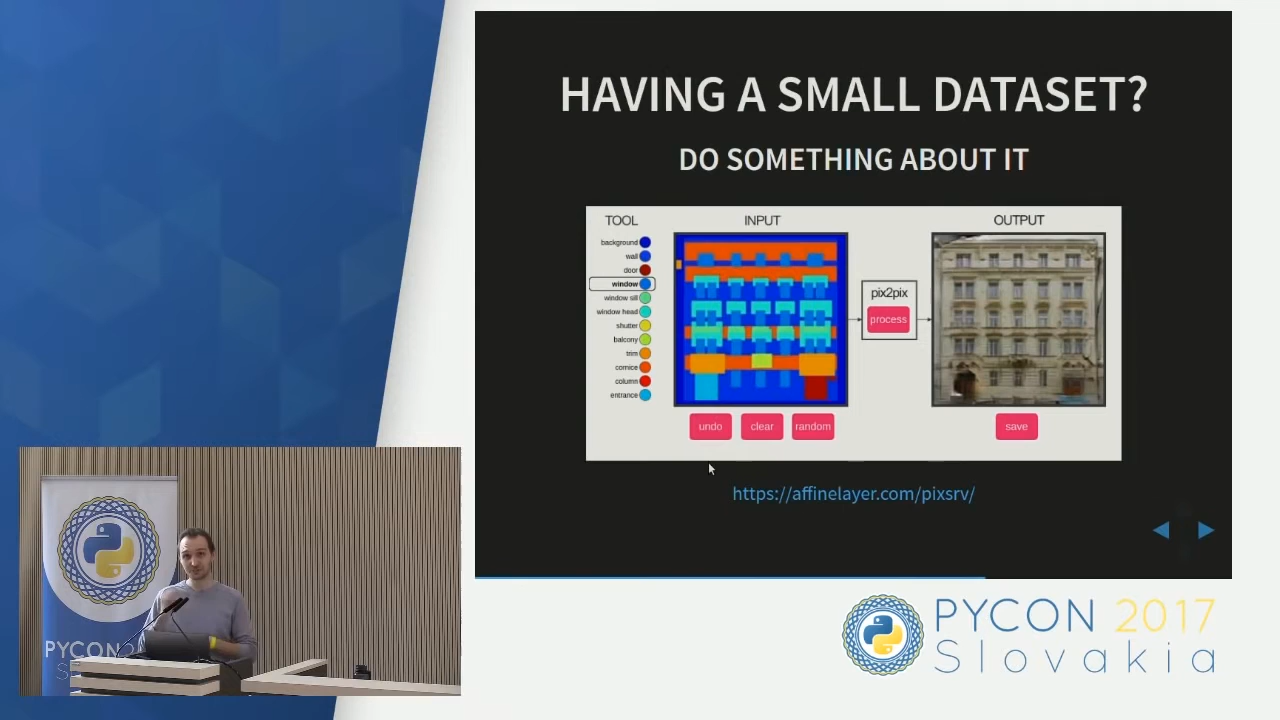 HAVING A SMALL DATASET?
DO SOMETHING ABOUT IT
TOOL
INPUT
OUTPUT
background
wall
door
window
window sill
window head
shutter
balcony
trim
cornice
column
entrance
pix2pix
process
undo
clear
random
save
https://affinelayer.com/pixsrv/
PYCON
PYCON 2017
Slovakia